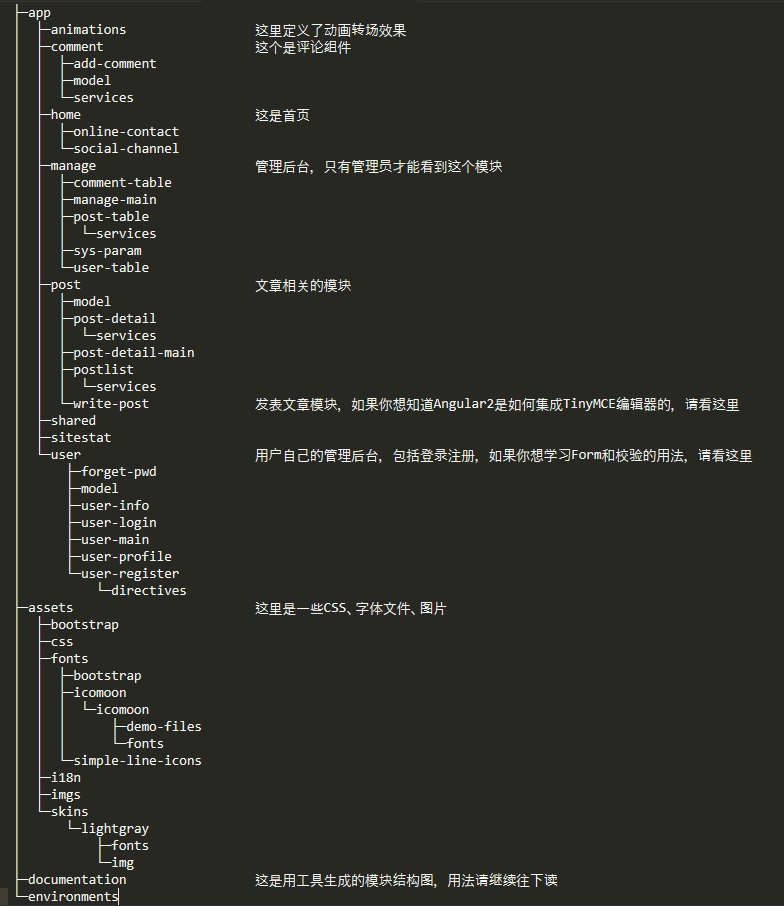 ├─app
│  ├─animations 这里定义了动画转场效果
│  ├─comment 这个是评论组件
│  │  ├─add-comment
│  │  ├─model
│  │  └─services
│  ├─home 这是首页
│  │  ├─online-contact
│  │  └─social-channel
│  ├─manage 管理后台，只有管理员才能看到这个模块
│  │  ├─comment-table
│  │  ├─manage-main
│  │  ├─post-table
│  │  │  └─services
│  │  ├─sys-param
│  │  └─user-table
│  ├─post 文章相关的模块
│  │  ├─model
│  │  ├─post-detail
│  │  │  └─services
│  │  ├─post-detail-main
│  │  ├─postlist
│  │  │  └─services
│  │  └─write-post 发表文章模块，如果你想知道Angular2是如何集成TinyMCE编辑器的，请看这里
│  ├─shared
│  ├─sitestat
│  └─user 用户自己的管理后台，包括登录注册，如果你想学习Form和校验的用法，请看这里
│      ├─forget-pwd
│      ├─model
│      ├─user-info
│      ├─user-login
│      ├─user-main
│      ├─user-profile
│      └─user-register
│          └─directives
├─assets 这里是一些CSS、字体文件、图片
│  ├─bootstrap
│  ├─css
│  ├─fonts
│  │  ├─bootstrap
│  │  ├─icomoon
│  │  │  └─icomoon
│  │  │      ├─demo-files
│  │  │      └─fonts
│  │  └─simple-line-icons
│  ├─i18n
│  ├─imgs
│  └─skins
│      └─lightgray
│          ├─fonts
│          └─img
├─documentation 这是用工具生成的模块结构图，用法请继续往下读
└─environments